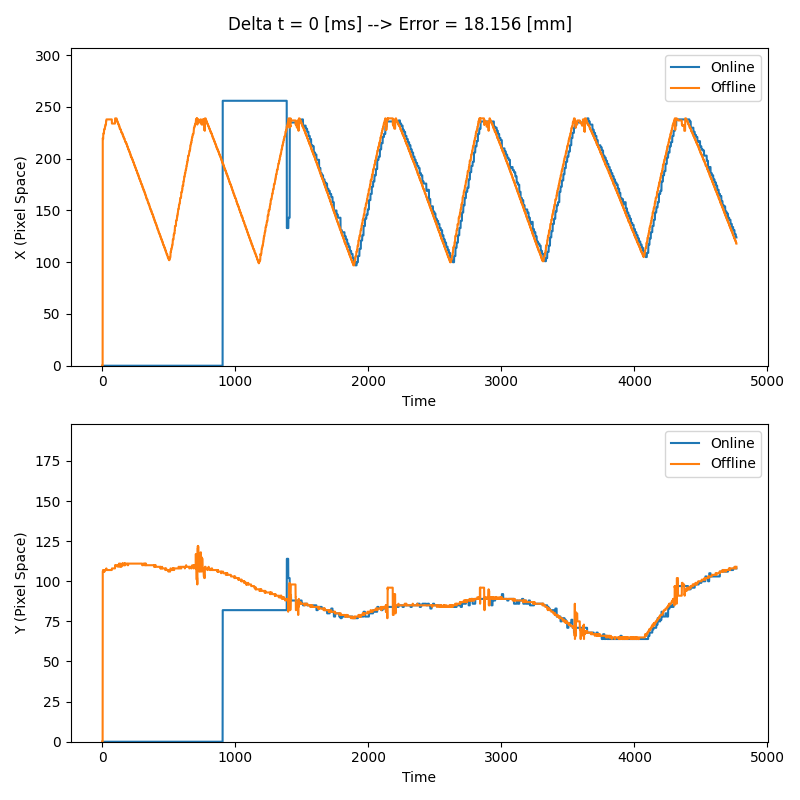 Delta t = 0 [ms] --> Error = 18.156 [mm]
300
250
200
150
100
50
0
X (Pixel Space)
Online
Offline
0 1000 2000 3000 4000 5000
Time
175
150
125
100
75
50
25
0
Y (Pixel Space)
Online
Offline
0 1000 2000 3000 4000 5000
Time